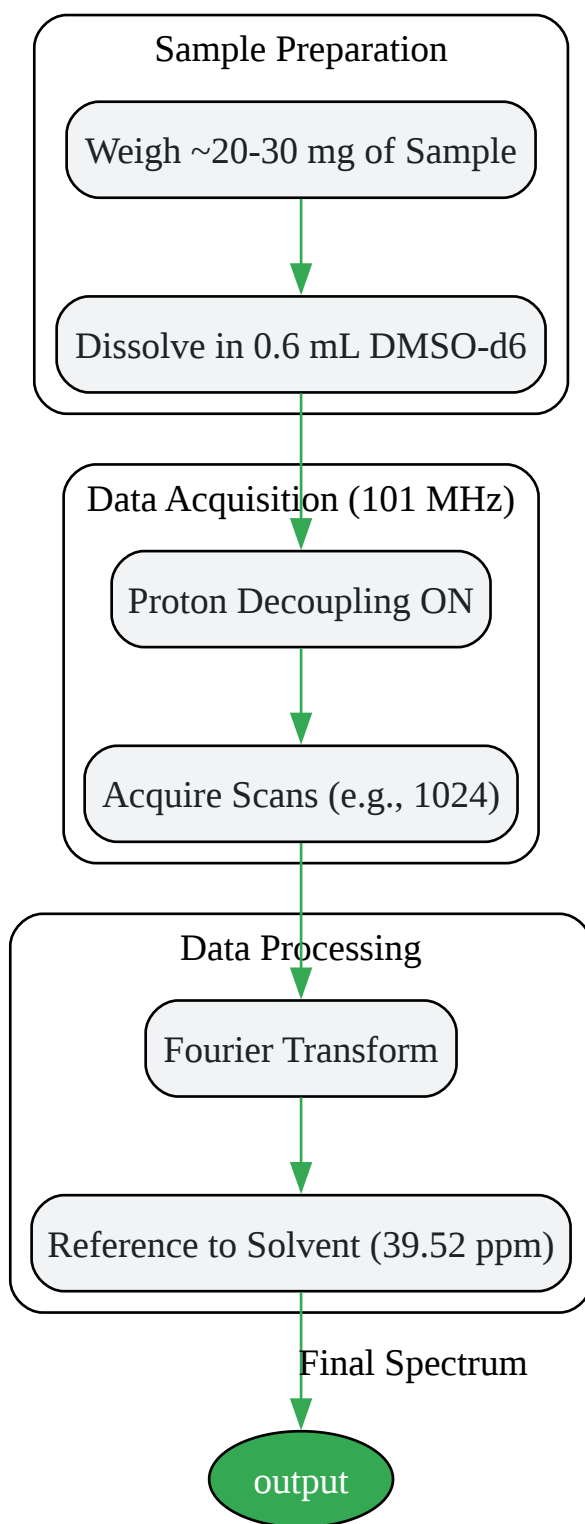 Sample Preparation
Weigh ~20-30 mg of Sample
Dissolve in 0.6 mL DMSO-d6
Data Acquisition (101 MHz)
Proton Decoupling ON
Acquire Scans (e.g., 1024)
Data Processing
Fourier Transform
Reference to Solvent (39.52 ppm)
Final Spectrum
output